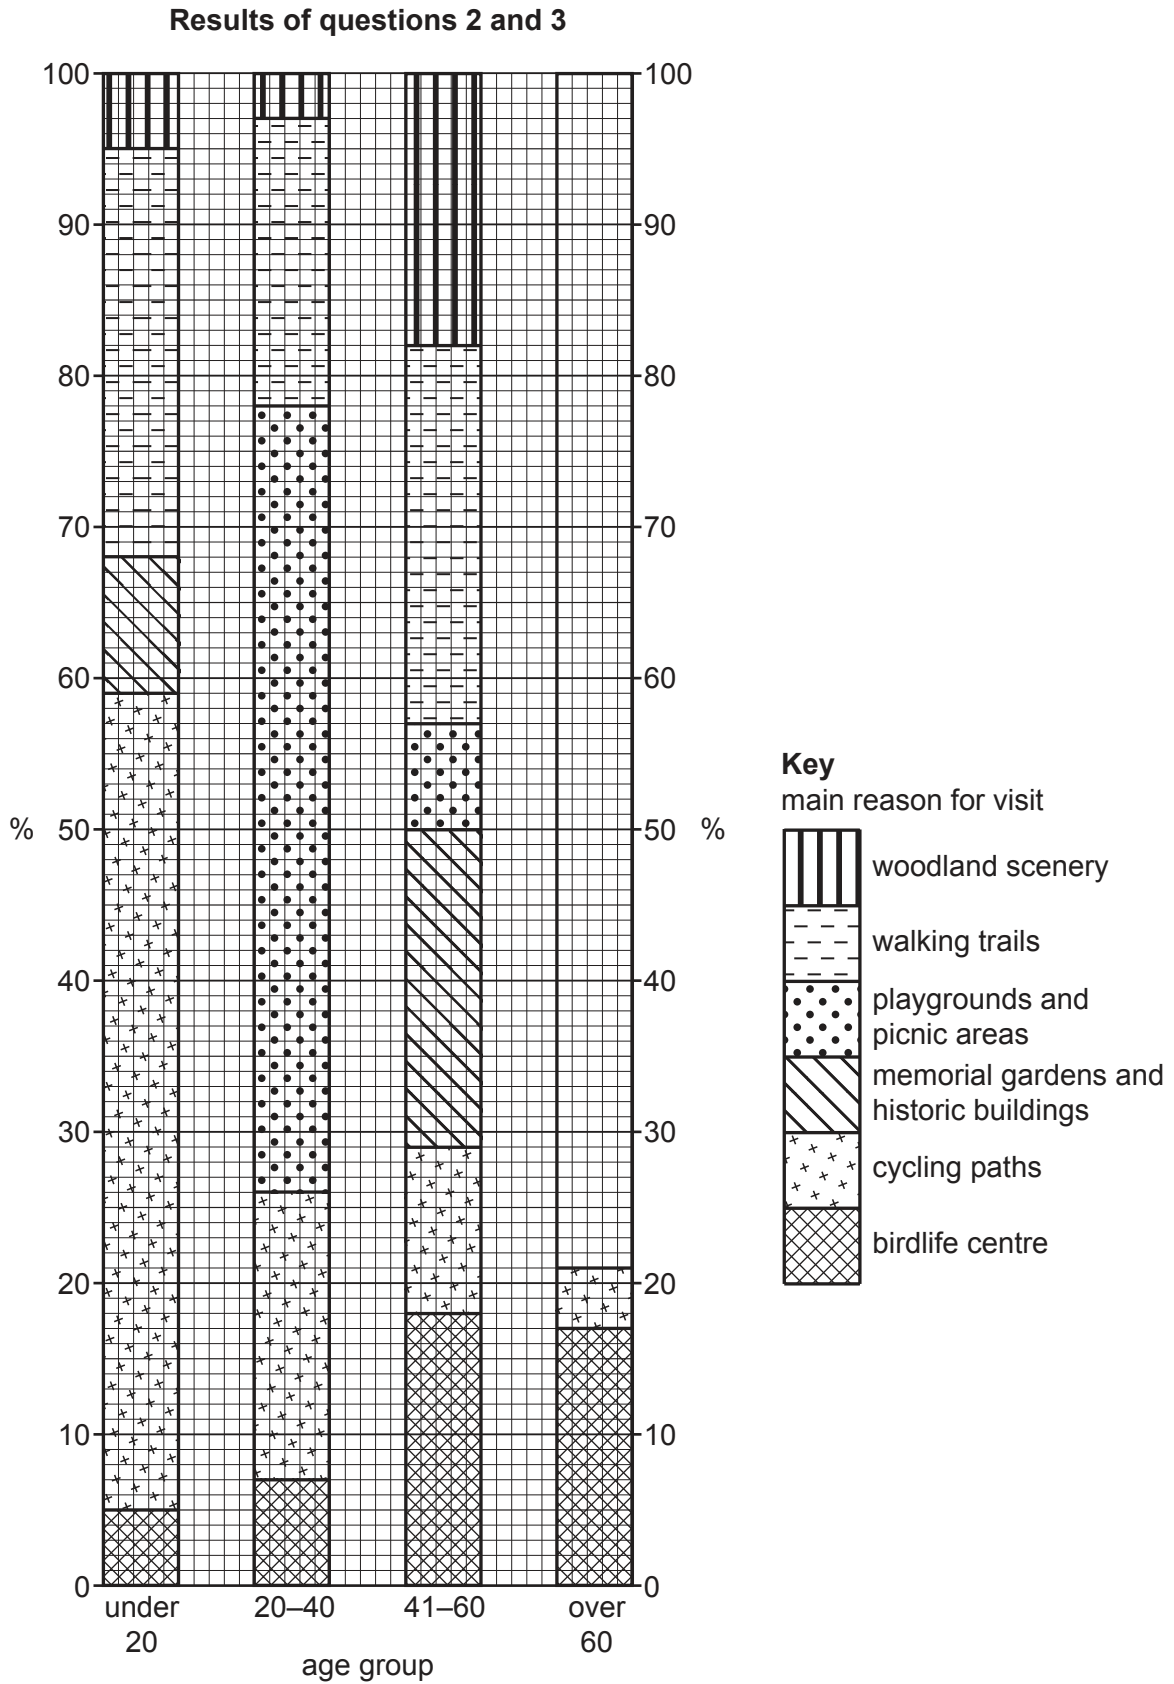 Results of questions 2 and 3
100
90
80
70
60
50
40
30
20
10
0
%
100
90
80
70
60
50
40
30
20
10
0
%
under
20
20–40
41–60
over
60
age group
Key
main reason for visit
woodland scenery
walking trails
playgrounds and
picnic areas
memorial gardens and
historic buildings
cycling paths
birdlife centre